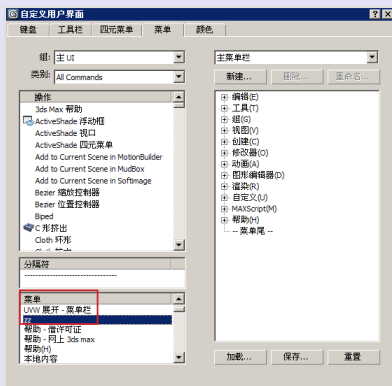 自定义用户界面
键盘 工具栏 四元菜单 菜单 颜色
组: 主 UI
类别: All Commands
操作
3ds Max 帮助
ActiveShade 浮动框
ActiveShade 视口
ActiveShade 四元菜单
Add to Current Scene in MotionBuilder
Add to Current Scene in MudBox
Add to Current Scene in Softimage
Bezier 缩放控制器
Bezier 位置控制器
Biped
C 形挤出
Cloth 环形
分隔符
菜单
UVW 展开 - 菜单栏
zz
帮助 - 借许可证
帮助 - 网上 3ds max
帮助(H)
本地内容
主菜单栏
新建... 删除... 重命名...
编辑(E)
工具(T)
组(G)
视图(V)
创建(C)
修改器(O)
动画(A)
图形编辑器(D)
渲染(R)
自定义(U)
MAXScript(M)
帮助(H)
-- 菜单尾 --
加载... 保存... 重置